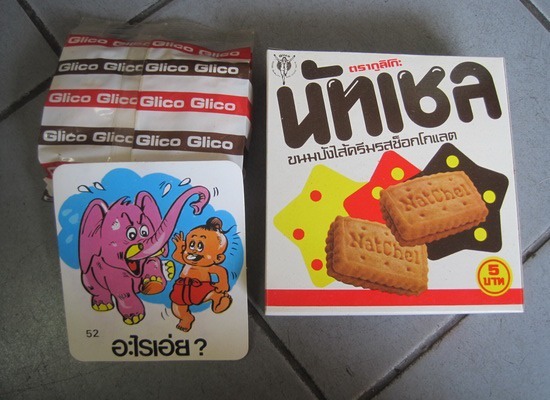 Glico Glico
Glico Glico
Glico Glico
Glico Glico
52
อะไรเอ่ย ?
ตรากูลิโกะ
นัทเชล
ขนมปังไส้ครีมรสช็อกโกแลต
NatChel
NatChel
5
บาท